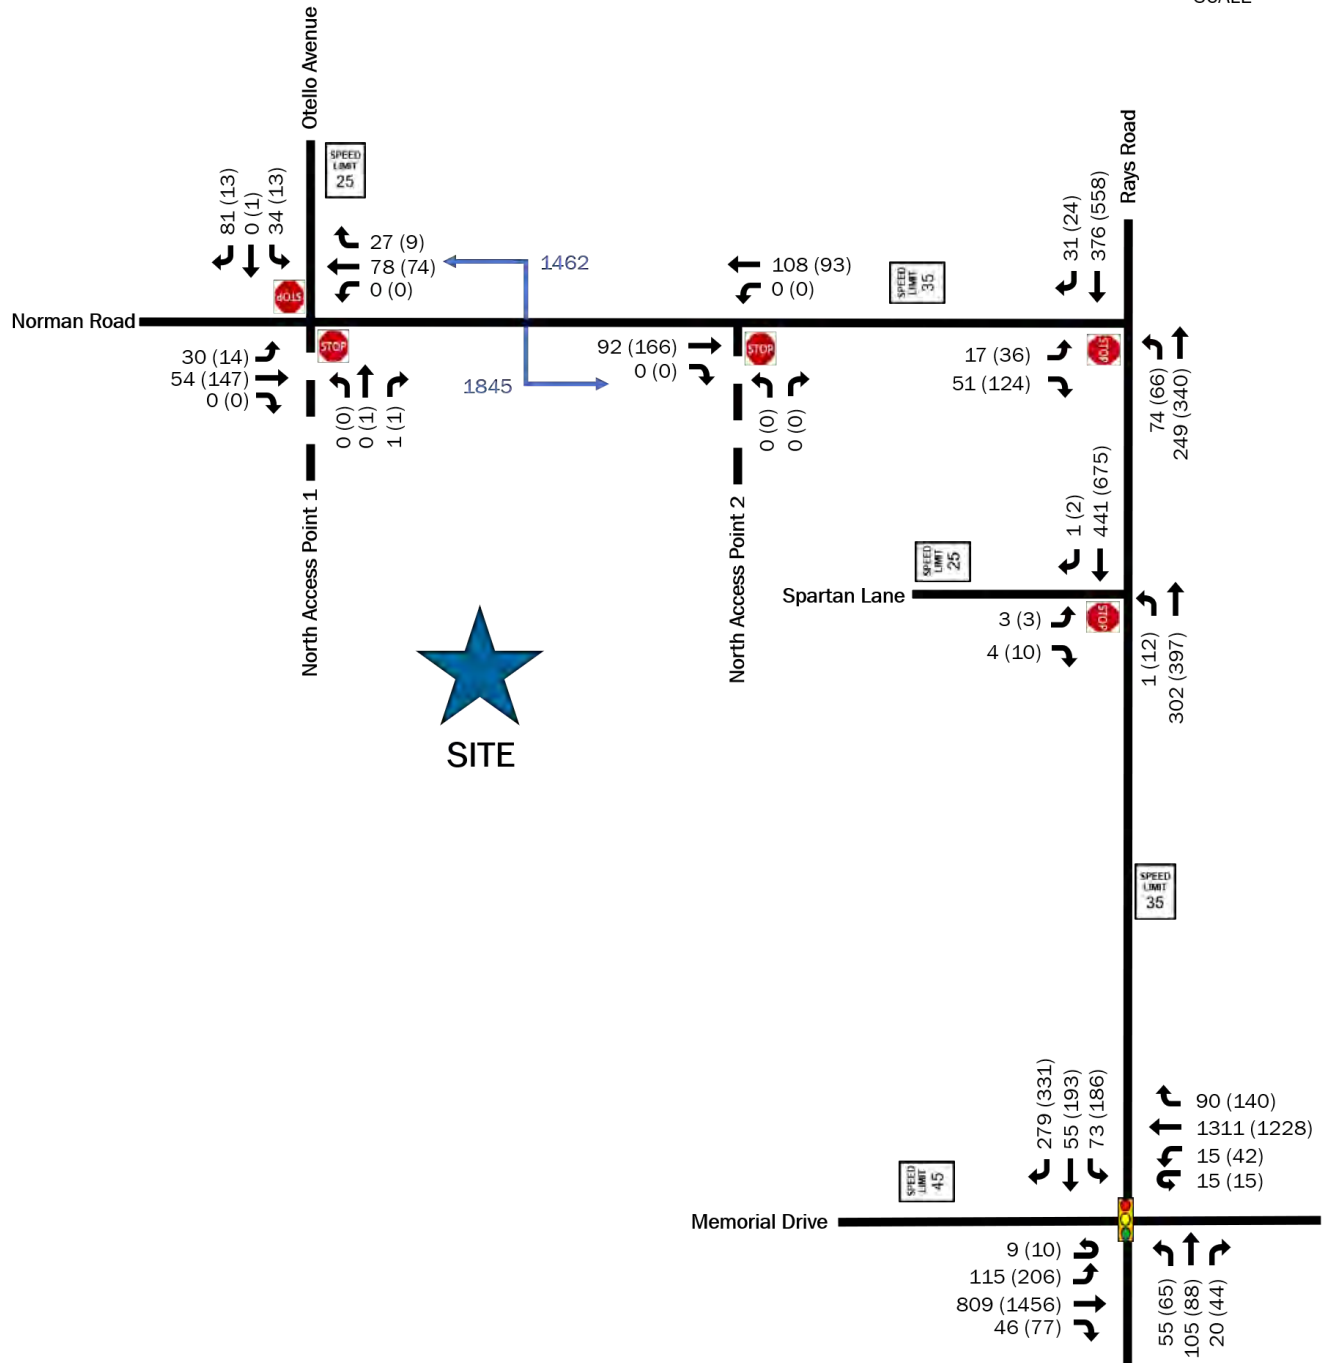 Otello Avenue
SPEED
LIMIT
25
81 (13)
0 (1)
34 (13)
27 (9)
78 (74)
0 (0)
1462
STOP
Norman Road
30 (14)
54 (147)
0 (0)
STOP
0 (0)
0 (1)
1 (1)
North Access Point 1
1845
108 (93)
0 (0)
SPEED
LIMIT
35
92 (166)
0 (0)
STOP
0 (0)
0 (0)
North Access Point 2
Rays Road
31 (24)
376 (558)
17 (36)
51 (124)
STOP
74 (66)
249 (340)
1 (2)
441 (675)
SPEED
LIMIT
25
Spartan Lane
3 (3)
4 (10)
STOP
1 (12)
302 (397)
SITE
SPEED
LIMIT
35
279 (331)
55 (193)
73 (186)
90 (140)
1311 (1228)
15 (42)
15 (15)
SPEED
LIMIT
45
Memorial Drive
9 (10)
115 (206)
809 (1456)
46 (77)
55 (65)
105 (88)
20 (44)